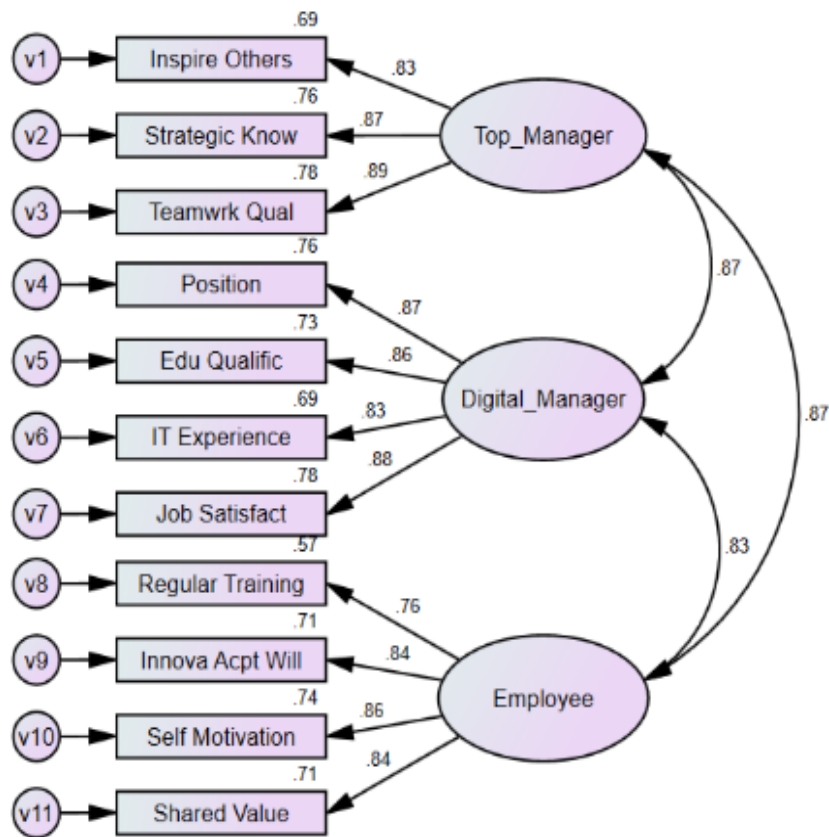 .69
v1 Inspire Others
.83
.76
v2 Strategic Know
.87
Top_Manager
.78
.89
v3 Teamwrk Qual
.76
v4 Position
.87
.87
.73
v5 Edu Qualific
.86
Digital_Manager
.69
.83
.87
v6 IT Experience
.88
.78
v7 Job Satisfact
.57
.83
v8 Regular Training
.76
.71
v9 Innova Acpt Will
.84
Employee
.74
.86
v10 Self Motivation
.84
.71
v11 Shared Value